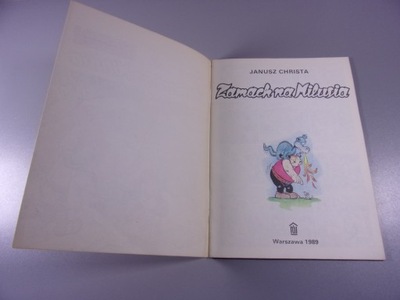 JANUSZ CHRISTA
Zamach na Milusia
Warszawa 1989